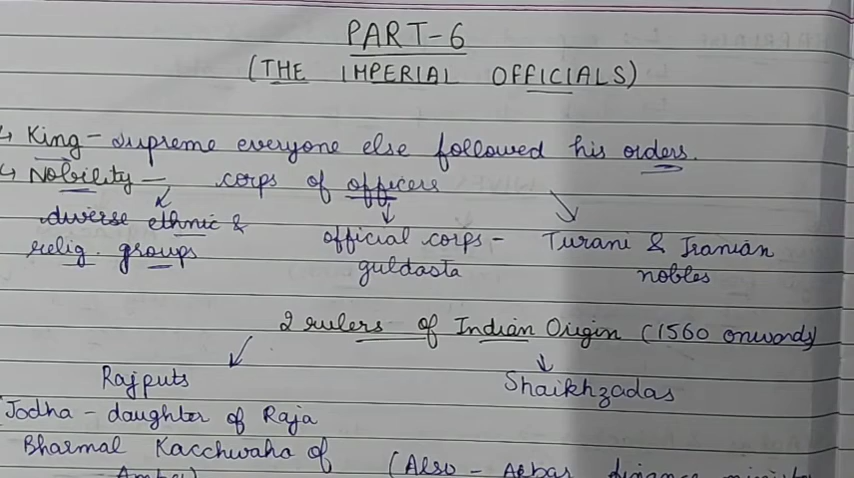 PART-6
(THE IMPERIAL OFFICIALS)
↳ King - supreme everyone else followed his orders.
↳ Nobility - corps of officers
diverse ethnic &
relig. groups
official corps -
guldasta
Turani & Iranian
nobles
2 rulers of Indian Origin (1560 onwards)
Rajputs
Shaikhzadas
Jodha - daughter of Raja
Bharmal Kacchwaha of
(Also - Akbar finance